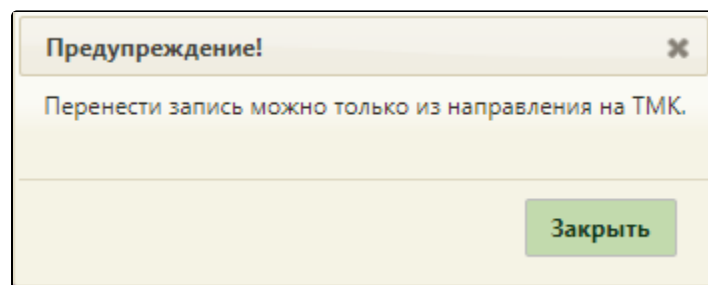 Предупреждение!
Перенести запись можно только из направления на ТМК.
Закрыть